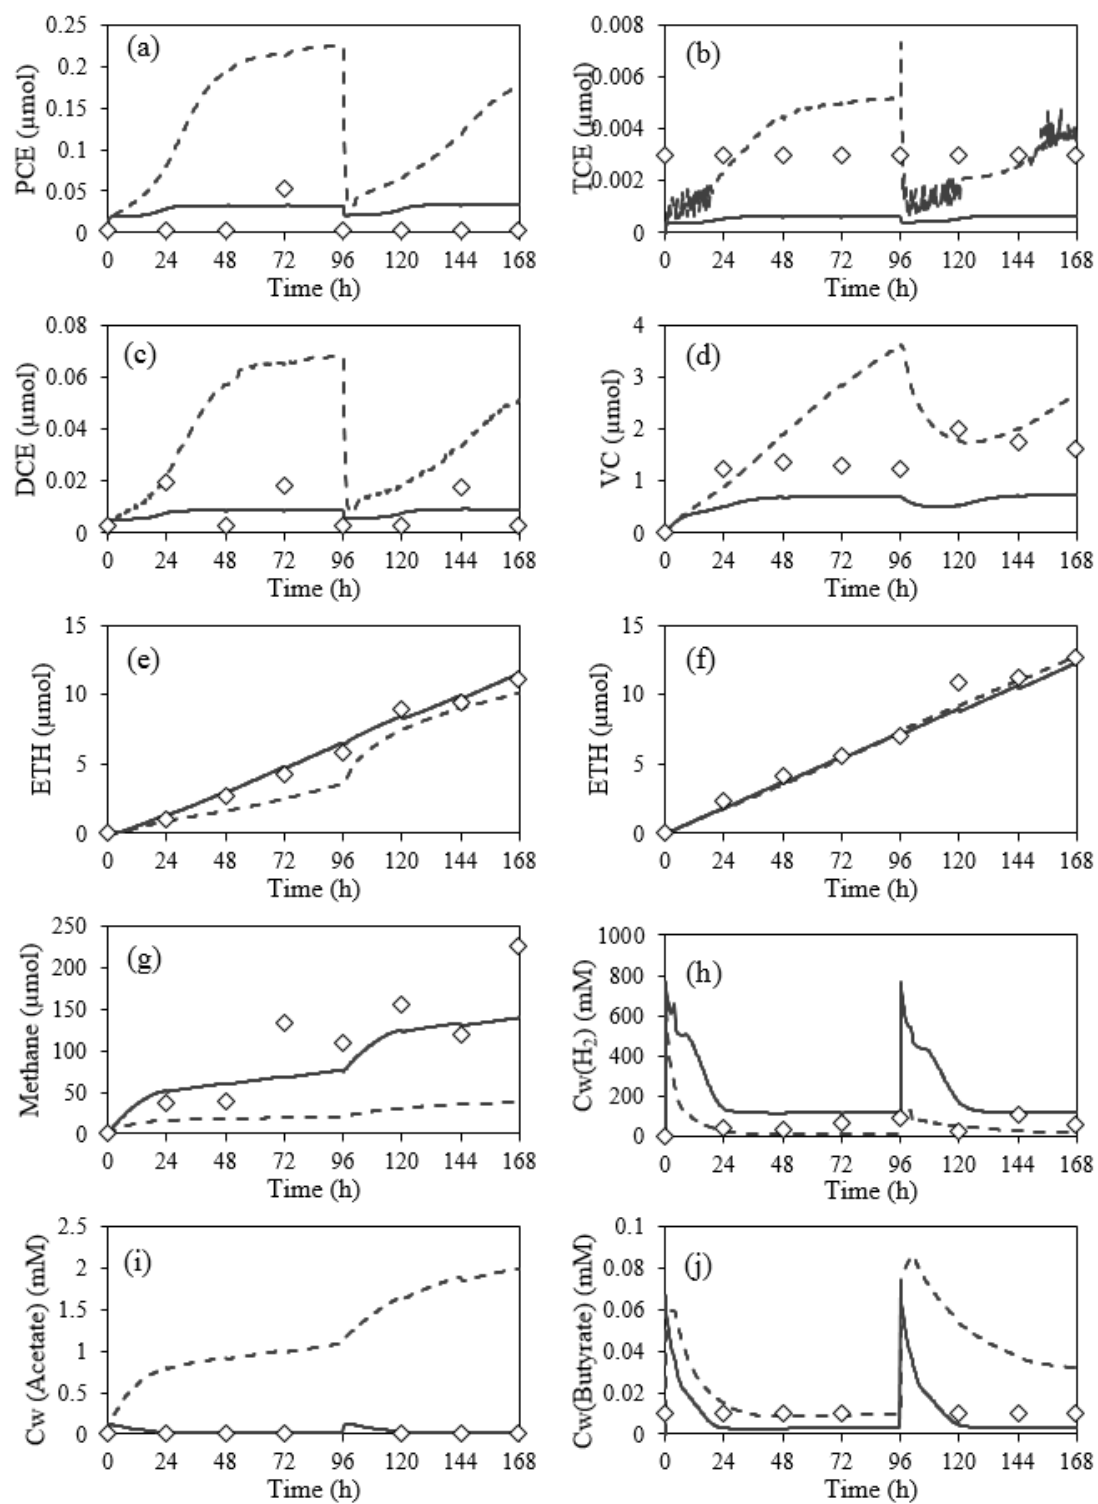 (a)
PCE (µmol)
0.25
0.2
0.15
0.1
0.05
0
0 24 48 72 96 120 144 168
Time (h)
(b)
TCE (µmol)
0.008
0.006
0.004
0.002
0
0 24 48 72 96 120 144 168
Time (h)
(c)
DCE (µmol)
0.08
0.06
0.04
0.02
0
0 24 48 72 96 120 144 168
Time (h)
(d)
VC (µmol)
4
3
2
1
0
0 24 48 72 96 120 144 168
Time (h)
(e)
ETH (µmol)
15
10
5
0
0 24 48 72 96 120 144 168
Time (h)
(f)
ETH (µmol)
15
10
5
0
0 24 48 72 96 120 144 168
Time (h)
(g)
Methane (µmol)
250
200
150
100
50
0
0 24 48 72 96 120 144 168
Time (h)
(h)
Cw(H₂) (mM)
1000
800
600
400
200
0
0 24 48 72 96 120 144 168
Time (h)
(i)
Cw (Acetate) (mM)
2.5
2
1.5
1
0.5
0
0 24 48 72 96 120 144 168
Time (h)
(j)
Cw(Butyrate) (mM)
0.1
0.08
0.06
0.04
0.02
0
0 24 48 72 96 120 144 168
Time (h)